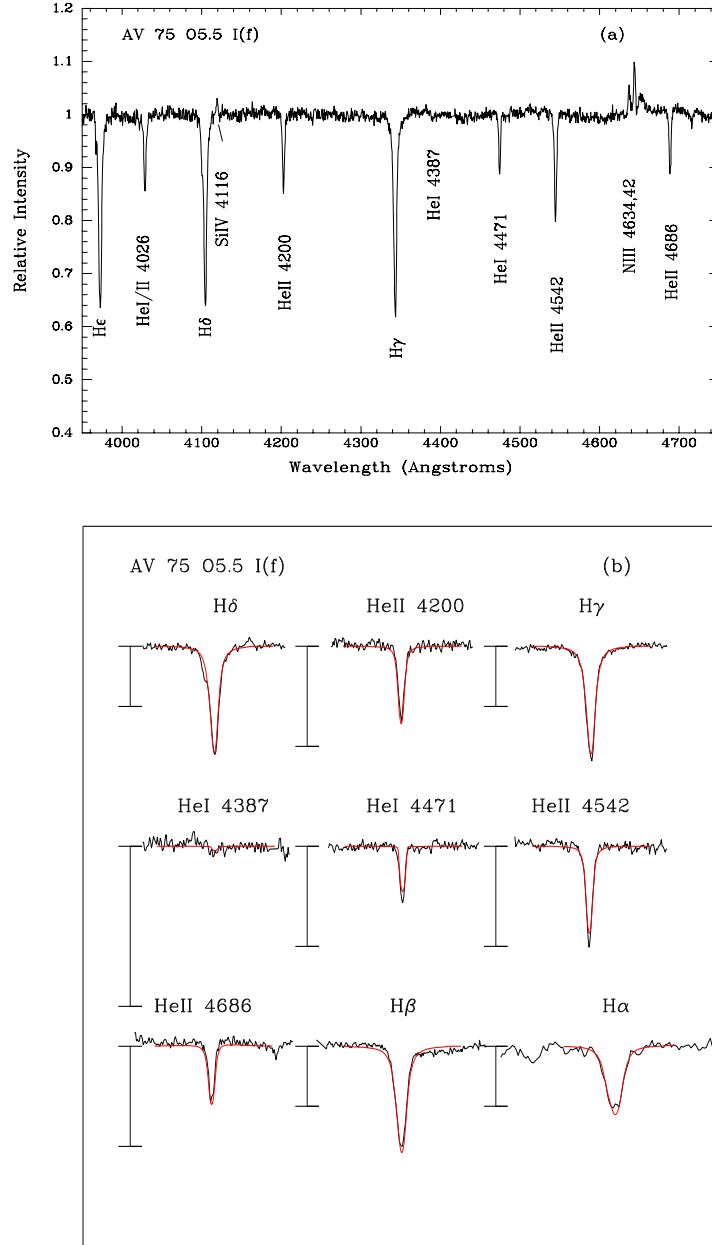 1.2
AV 75 O5.5 I(f)
(a)
1.1
1
0.9
0.8
0.7
0.6
0.5
0.4
Relative Intensity
Hϵ
HeI/II 4026
Hδ
SiIV 4116
HeII 4200
Hγ
HeI 4387
HeI 4471
HeII 4542
NIII 4634,42
HeII 4686
4000 4100 4200 4300 4400 4500 4600 4700
Wavelength (Angstroms)
AV 75 O5.5 I(f)
(b)
Hδ HeII 4200 Hγ
HeI 4387 HeI 4471 HeII 4542
HeII 4686 Hβ Hα